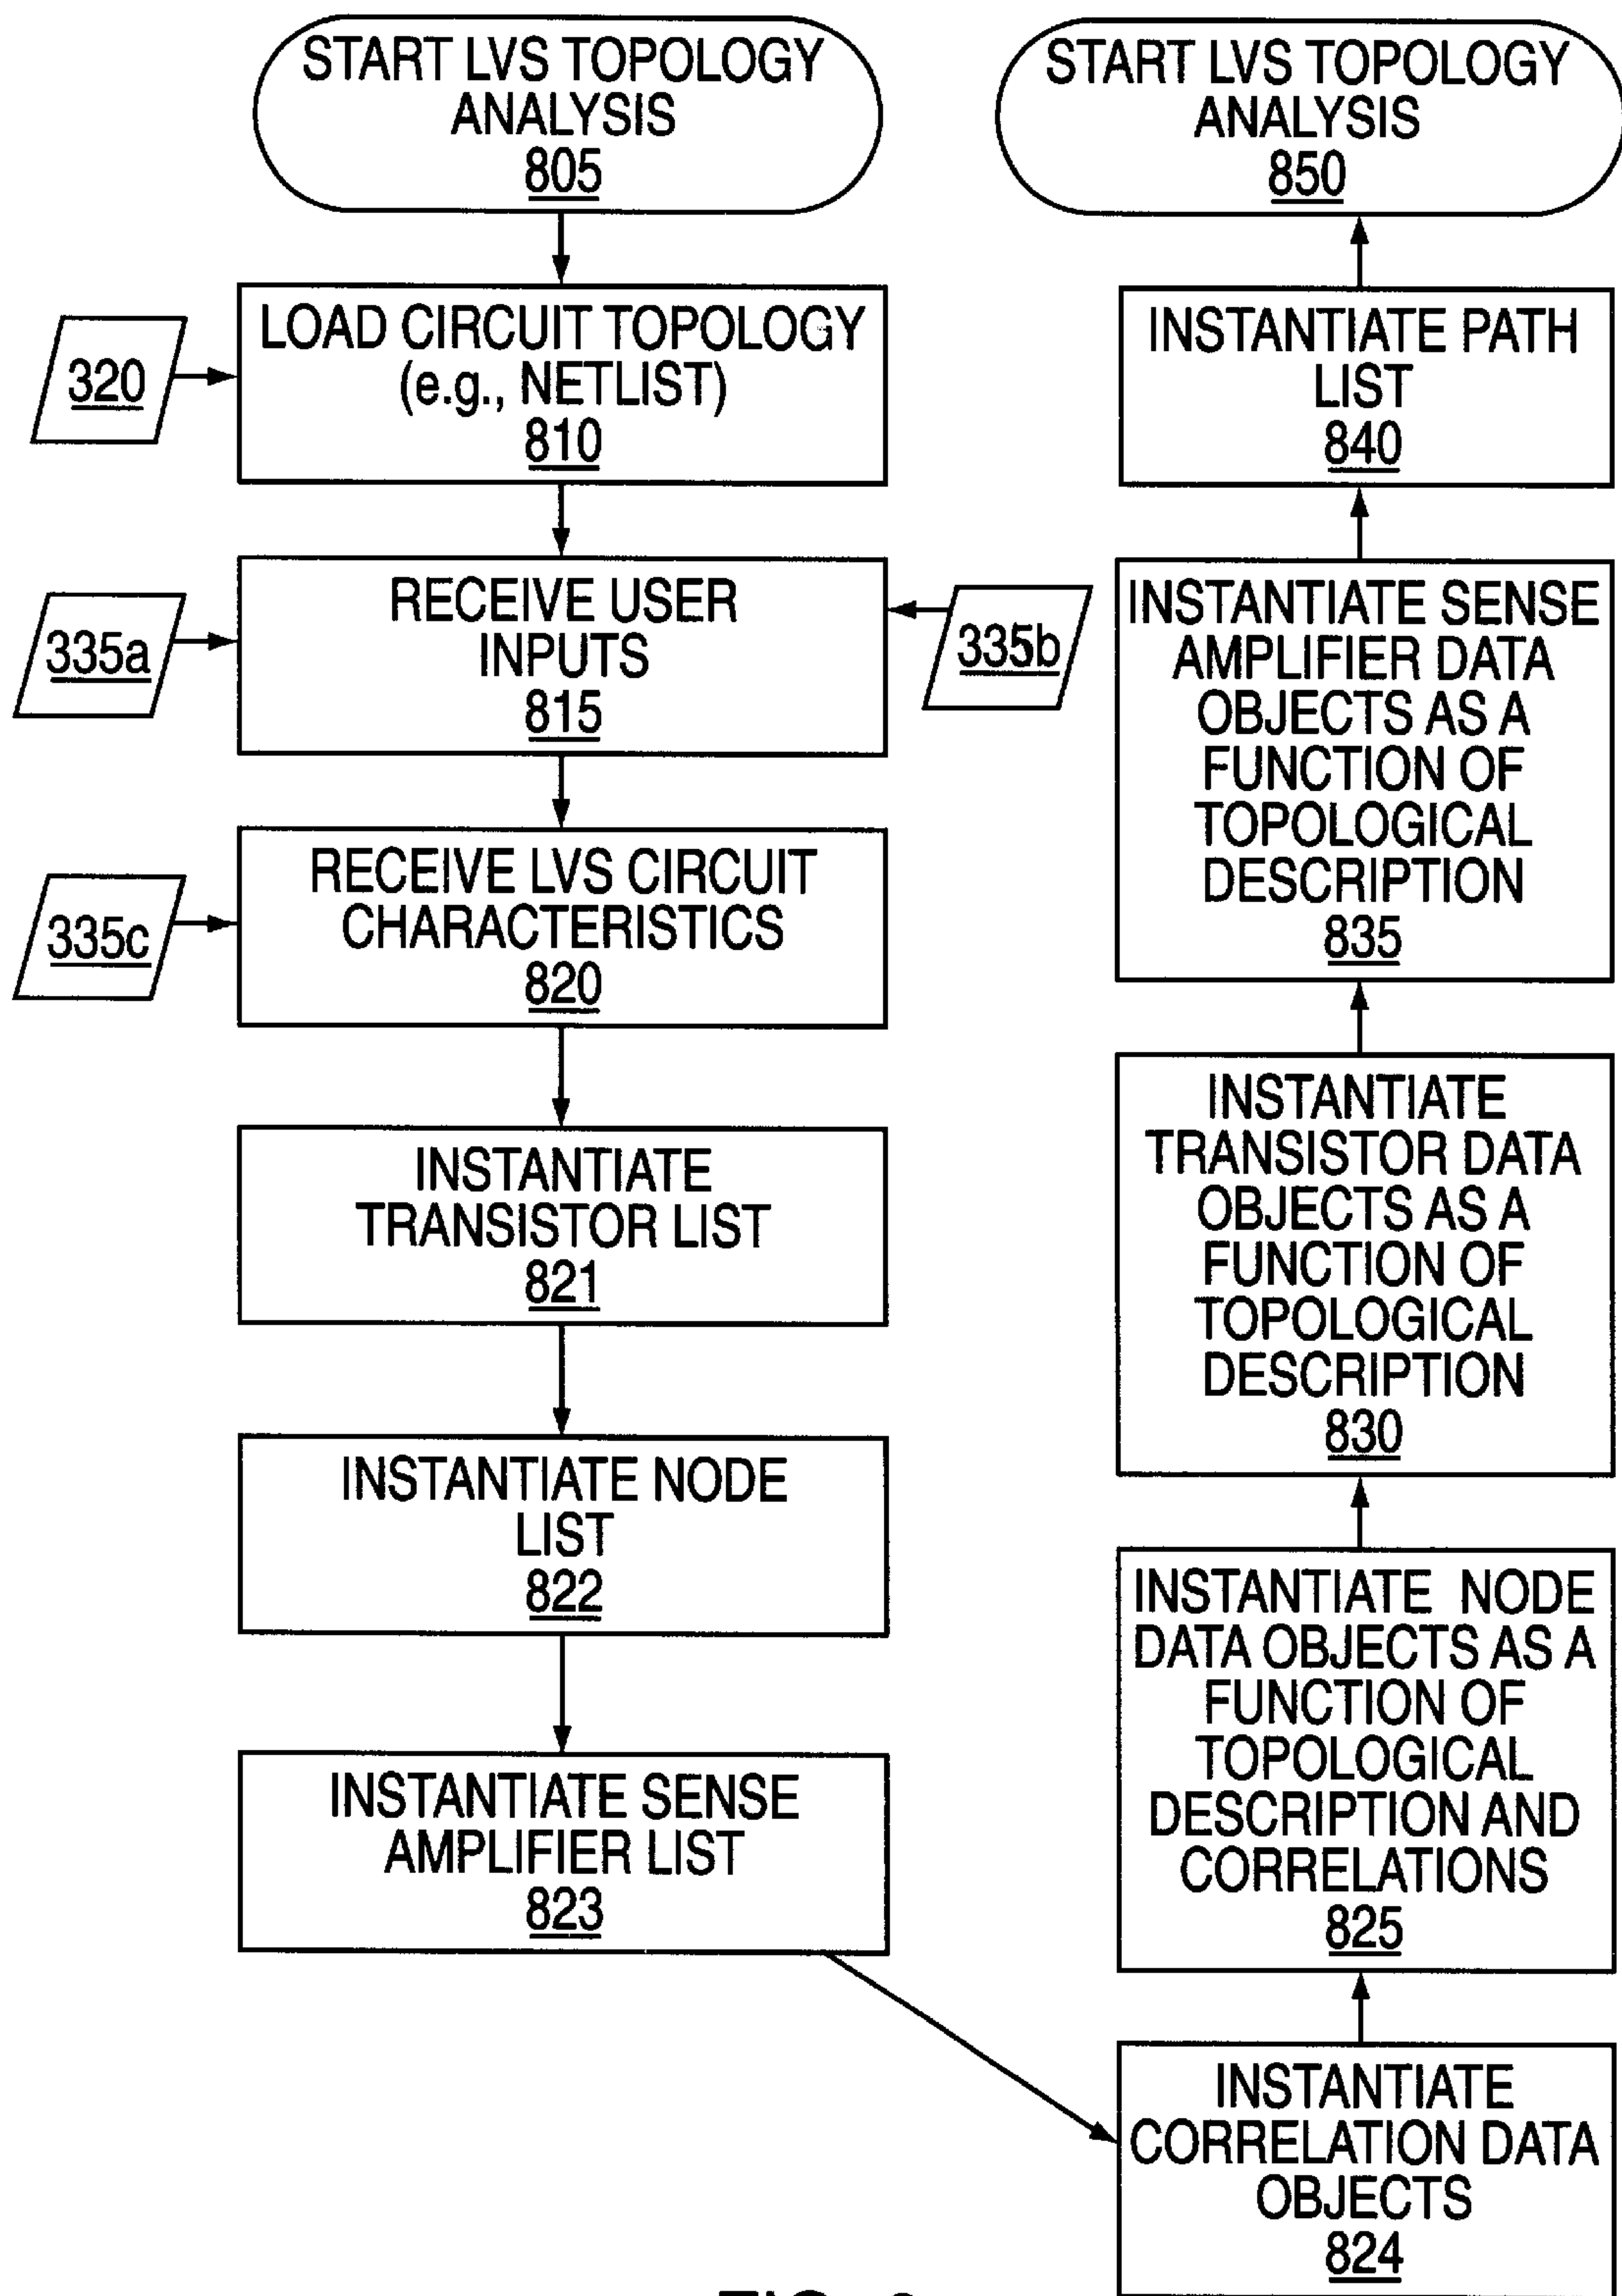 START LVS TOPOLOGY
ANALYSIS
805
LOAD CIRCUIT TOPOLOGY
(e.g., NETLIST)
810
320
RECEIVE USER
INPUTS
815
335a
335b
RECEIVE LVS CIRCUIT
CHARACTERISTICS
820
335c
INSTANTIATE
TRANSISTOR LIST
821
INSTANTIATE NODE
LIST
822
INSTANTIATE SENSE
AMPLIFIER LIST
823
INSTANTIATE
CORRELATION DATA
OBJECTS
824
INSTANTIATE NODE
DATA OBJECTS AS A
FUNCTION OF
TOPOLOGICAL
DESCRIPTION AND
CORRELATIONS
825
INSTANTIATE
TRANSISTOR DATA
OBJECTS AS A
FUNCTION OF
TOPOLOGICAL
DESCRIPTION
830
INSTANTIATE SENSE
AMPLIFIER DATA
OBJECTS AS A
FUNCTION OF
TOPOLOGICAL
DESCRIPTION
835
INSTANTIATE PATH
LIST
840
START LVS TOPOLOGY
ANALYSIS
850